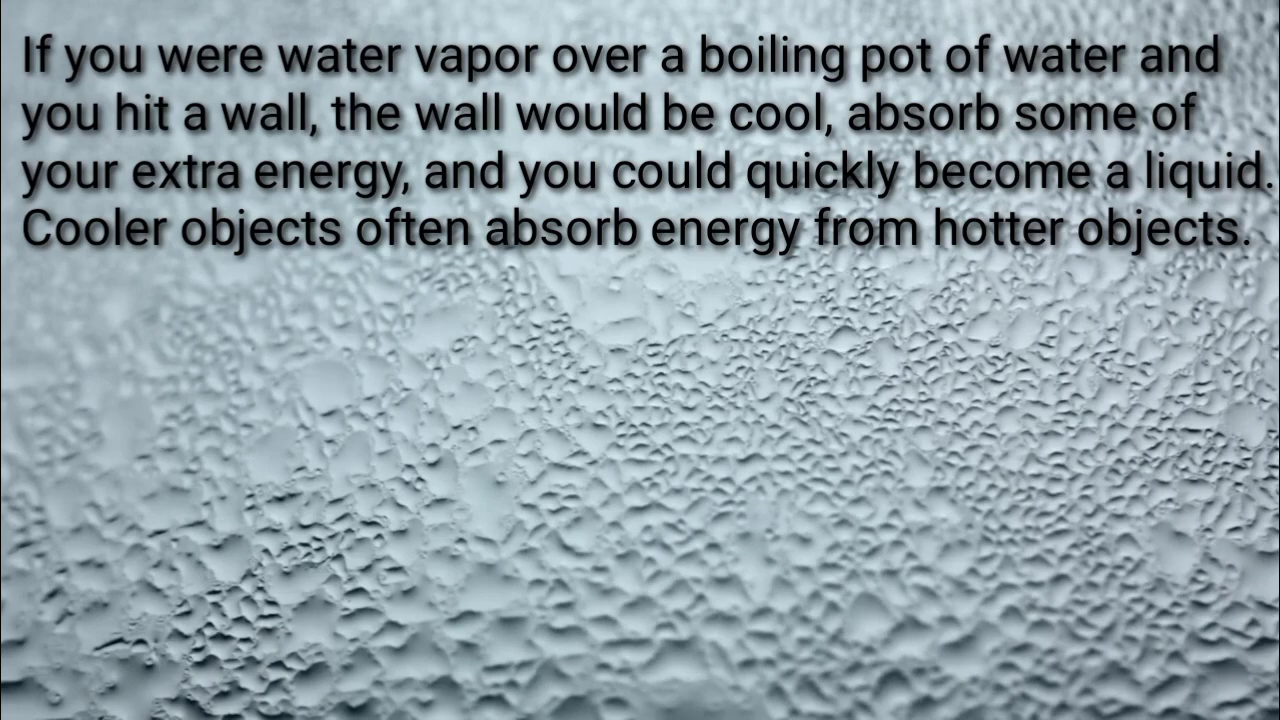 If you were water vapor over a boiling pot of water and
you hit a wall, the wall would be cool, absorb some of
your extra energy, and you could quickly become a liquid.
Cooler objects often absorb energy from hotter objects.